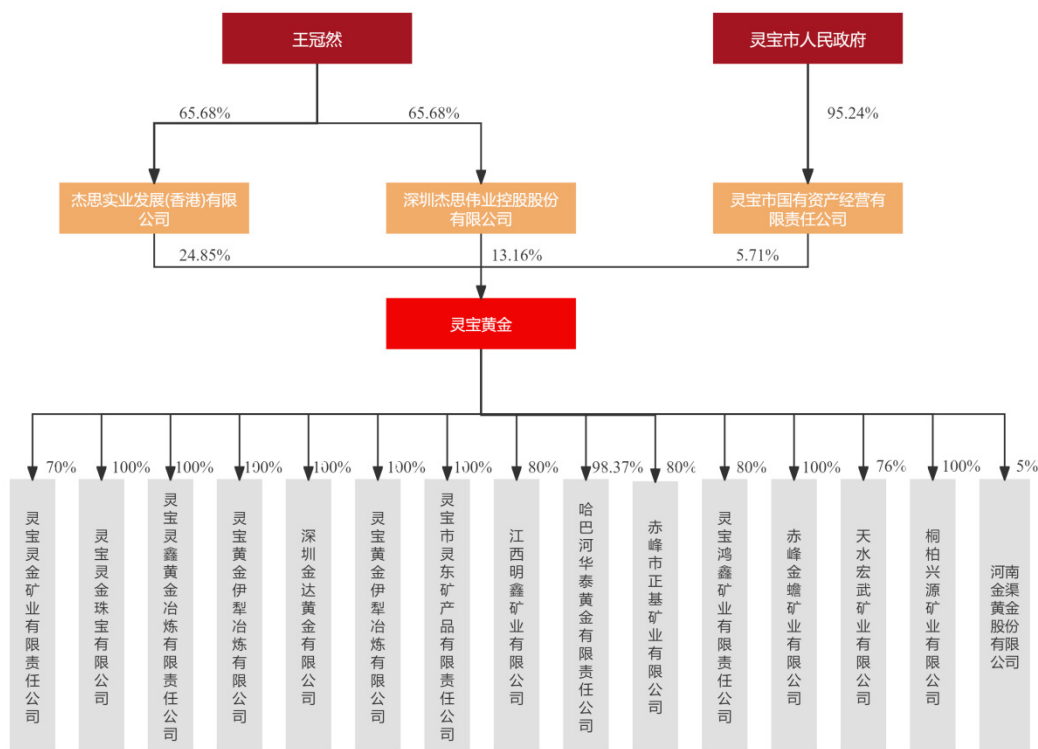 王冠然
灵宝市人民政府
65.68%
65.68%
95.24%
杰思实业发展(香港)有限
公司
深圳杰思伟业控股股份
有限公司
灵宝市国有资产经营有
限责任公司
24.85%
13.16%
5.71%
灵宝黄金
70%
100%
100%
100%
100%
100%
100%
80%
98.37%
80%
80%
100%
76%
100%
5%
灵宝灵金矿业有限责任公司
灵宝灵金珠宝有限公司
灵宝灵鑫黄金冶炼有限责任公司
灵宝黄金伊犁冶炼有限公司
深圳金达黄金有限公司
灵宝黄金伊犁冶炼有限公司
灵宝市灵东矿产品有限责任公司
江西明鑫矿业有限公司
哈巴河华泰黄金有限责任公司
赤峰市正基矿业有限公司
灵宝鸿鑫矿业有限责任公司
赤峰金蟾矿业有限公司
天水宏武矿业有限公司
桐柏兴源矿业有限公司
河南
金渠
黄金
股份
有限
公司